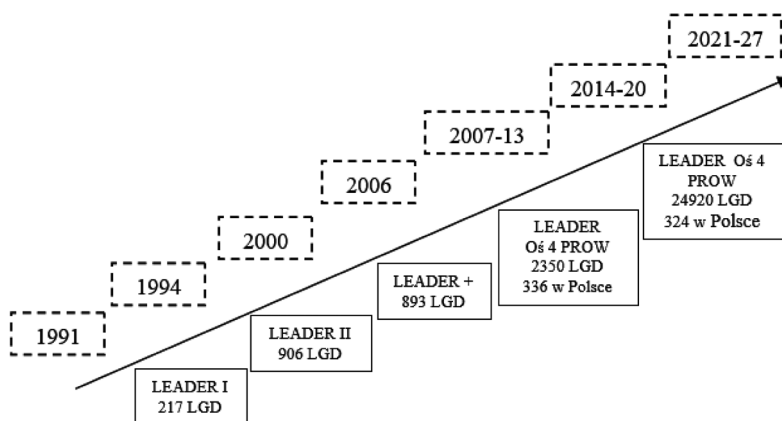 2021-27
2014-20
2007-13
2006
2000
1994
1991
LEADER Oś 4
PROW
24920 LGD
324 w Polsce
LEADER
Oś 4 PROW
2350 LGD
336 w Polsce
LEADER +
893 LGD
LEADER II
906 LGD
LEADER I
217 LGD